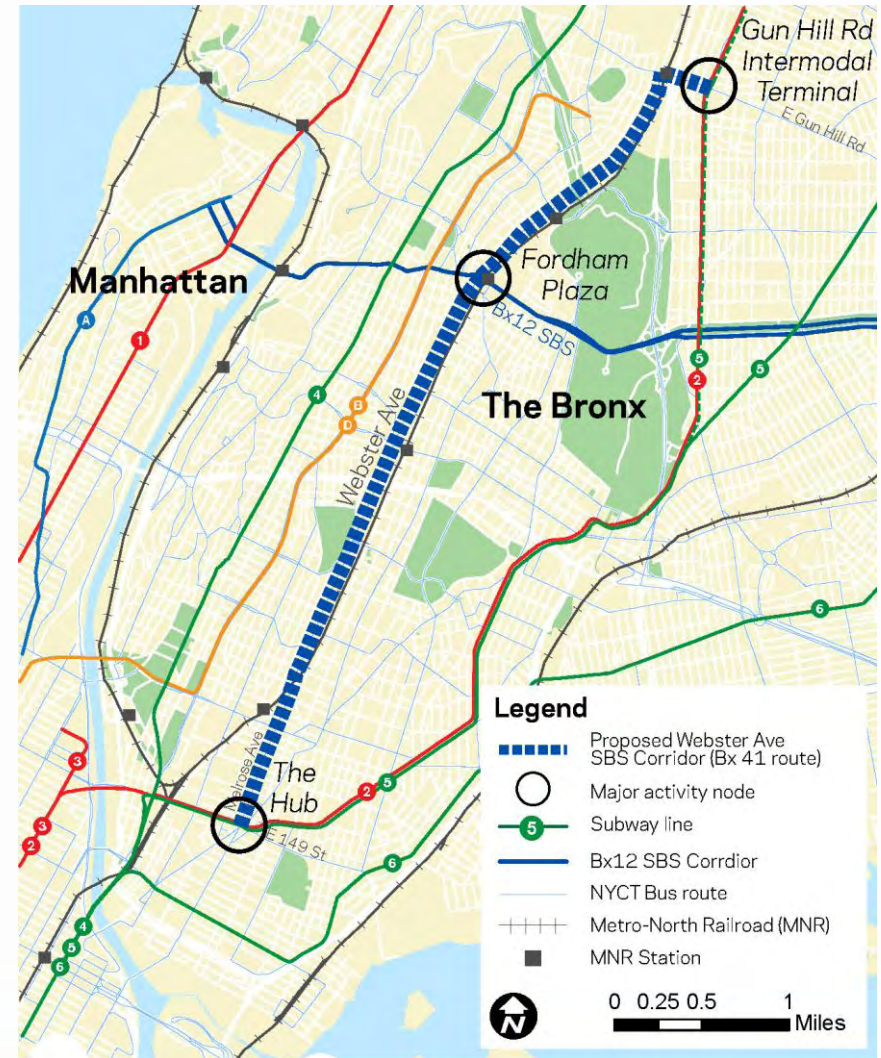 Gun Hill Rd
Intermodal
Terminal
E Gun Hill Rd
Manhattan
Fordham
Plaza
Bx12 SBS
A
1
4
B
D
5
2
5
The Bronx
Webster Ave
6
3
Melrose Ave
The
Hub
2
5
3
2
E 149 St
6
4
5
6
Legend
Proposed Webster Ave
SBS Corridor (Bx 41 route)
Major activity node
5 Subway line
Bx12 SBS Corrdior
NYCT Bus route
Metro-North Railroad (MNR)
MNR Station
N
0 0.25 0.5 1
Miles